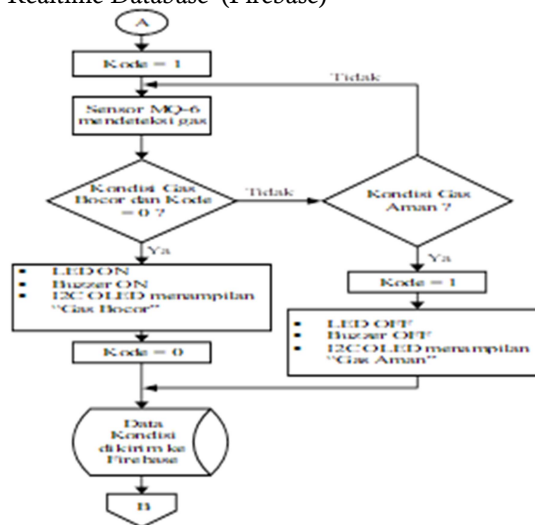 Realtime Database (Firebase)
A
Kode = 1
Tidak
Sensor MQ-6
mendeteksi gas
Kondisi Gas
Bocor dan Kode
= 0 ?
Tidak
Kondisi Gas
Aman ?
Ya
Ya
• LED ON
• Buzzer ON
• I2C OLED menampilan
"Gas Bocor"
Kode = 1
Kode = 0
• LED OFF
• Buzzer OFF
• I2C OLED menampilan
"Gas Aman"
Data
Kondisi
dikirim ke
Firebase
B